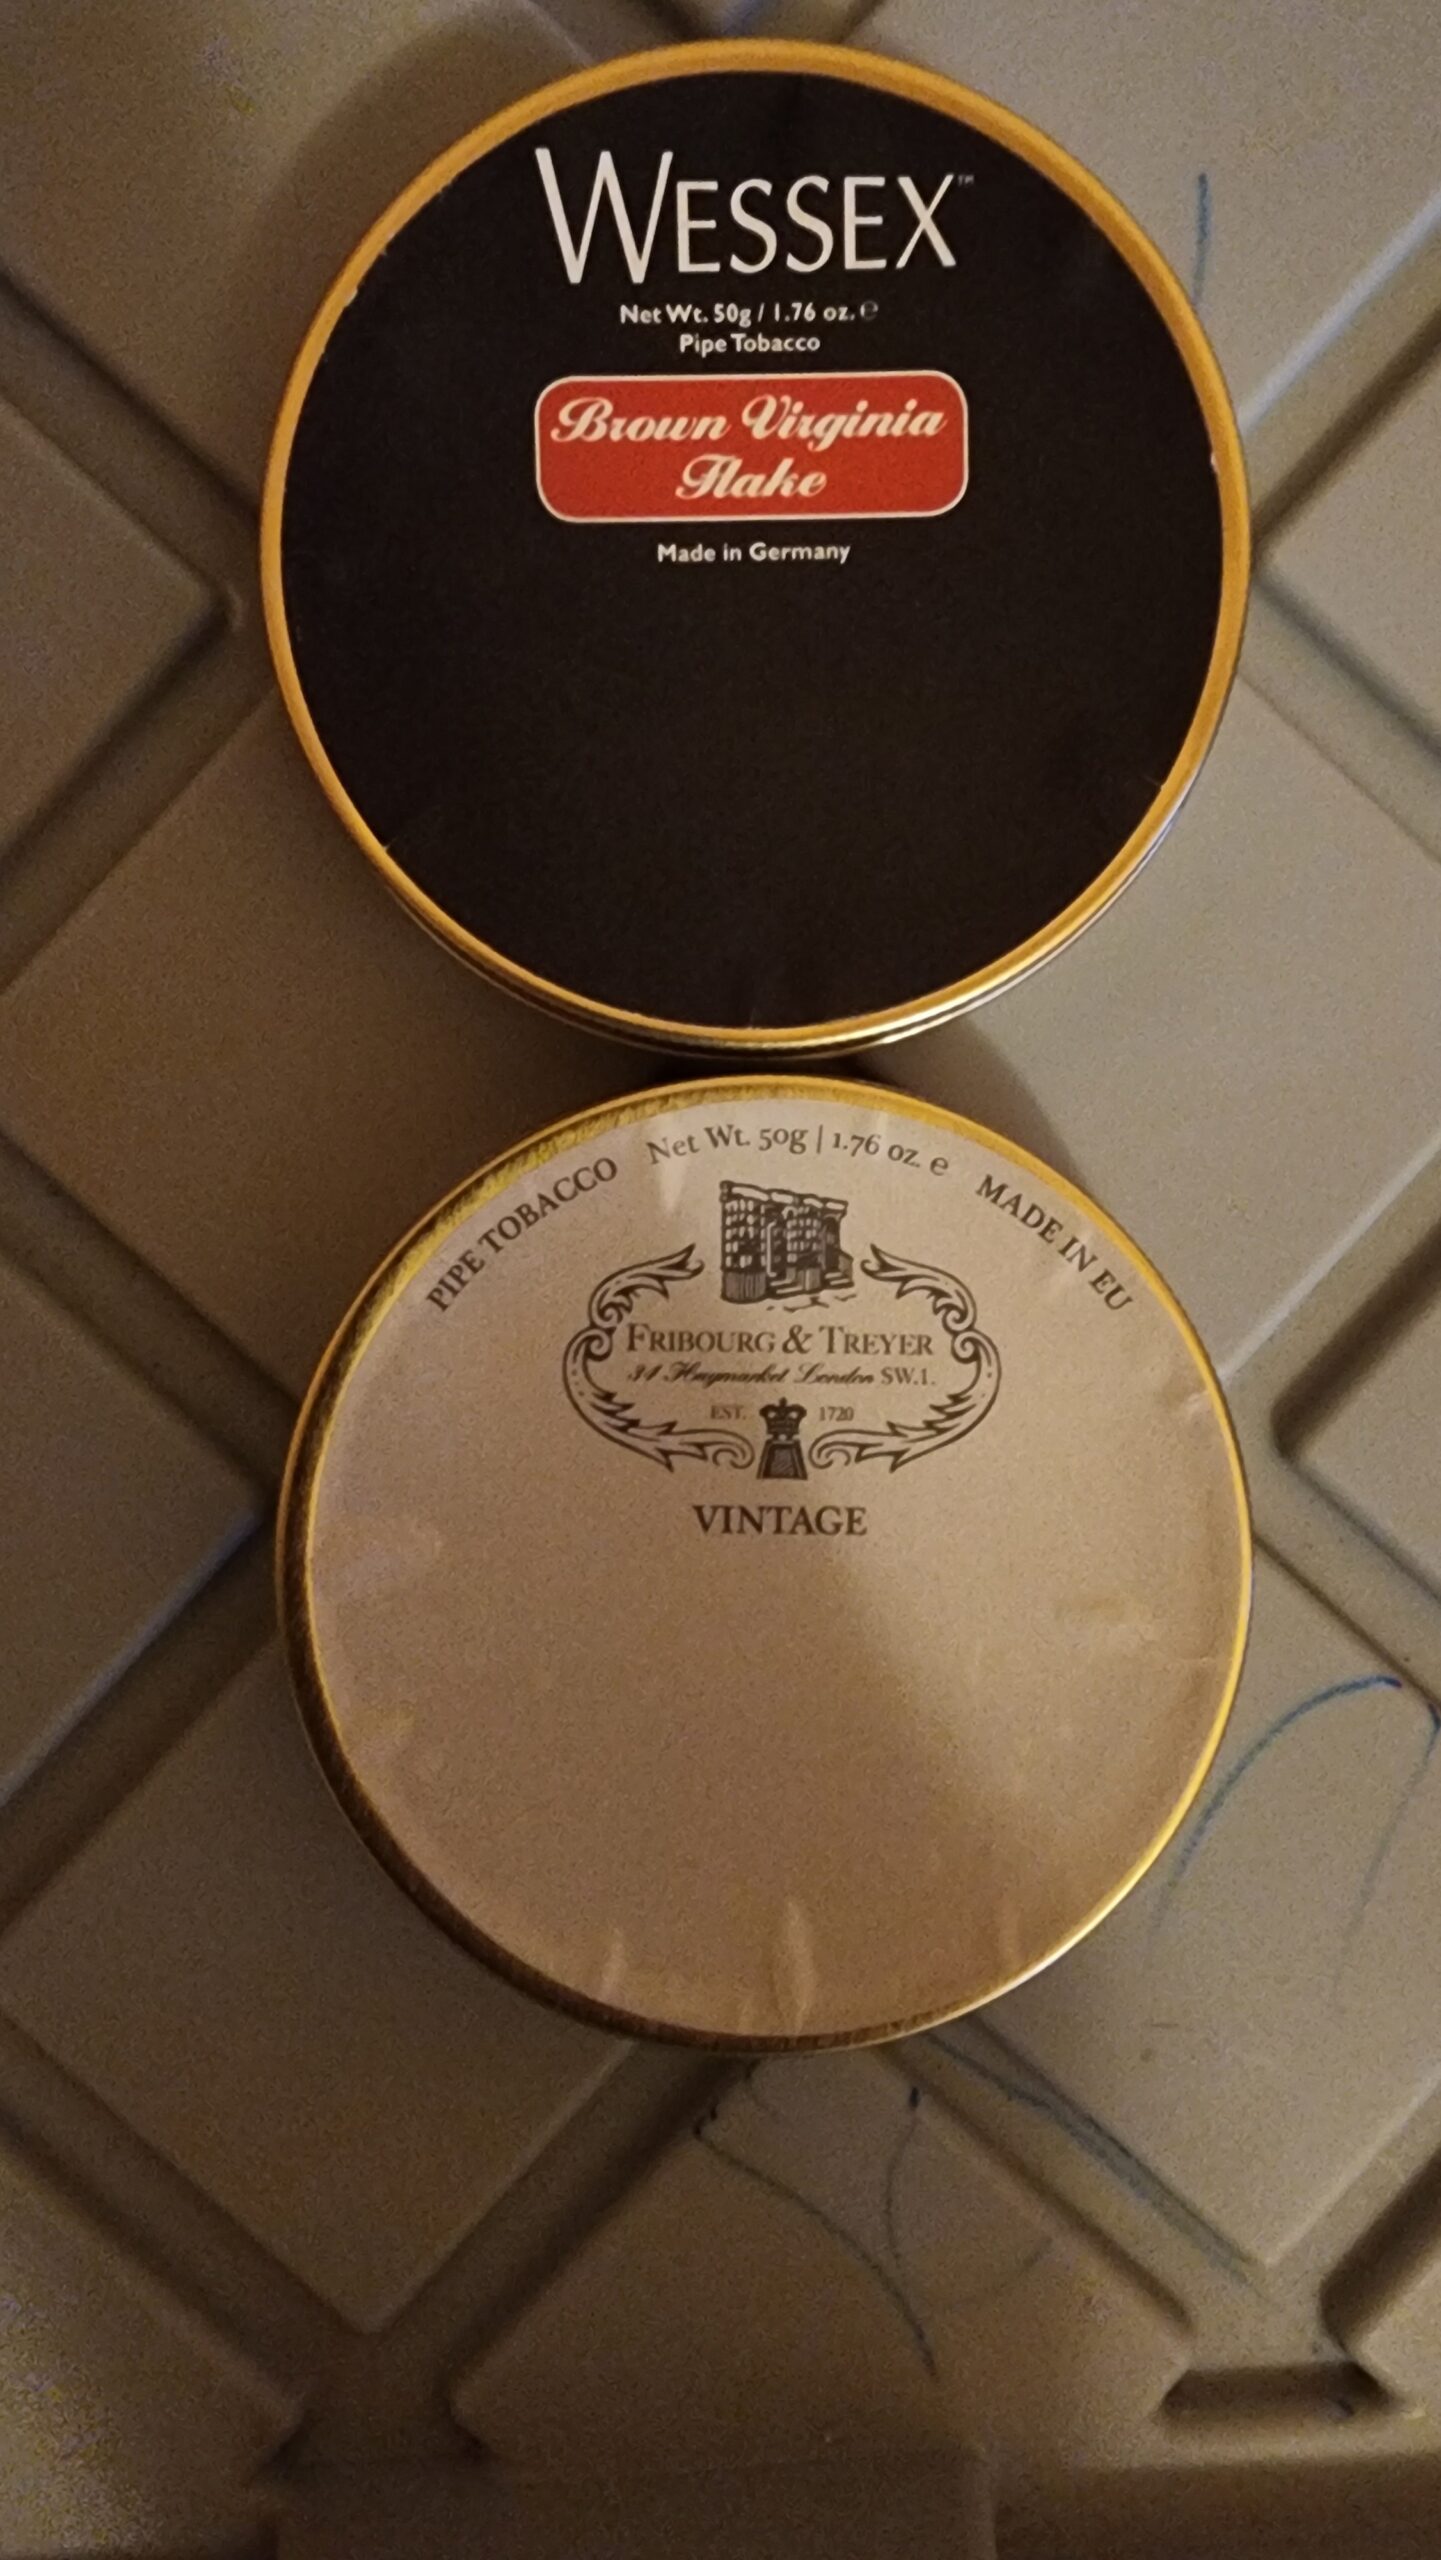 WESSEX™
Net Wt. 50g / 1.76 oz. ℮
Pipe Tobacco
Brown Virginia
Flake
Made in Germany
PIPE TOBACCO Net Wt. 50g | 1.76 oz. ℮ MADE IN EU
FRIBOURG & TREYER
34 Haymarket London SW.1.
EST. 1720
VINTAGE